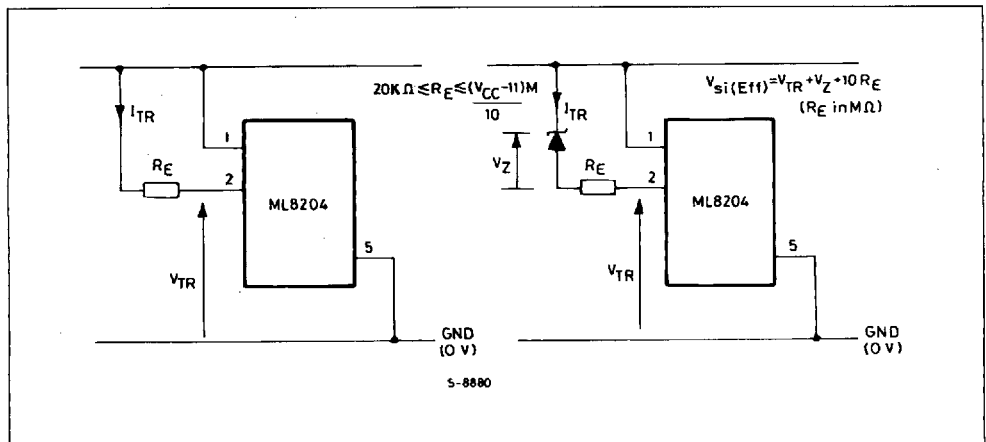 I_TR
R_E
1
2
5
ML8204
V_TR
GND
(0 V)
S-8880
20KΩ ≤ R_E ≤ (V_CC -11)M
10
V_si(Eff) = V_TR + V_Z + 10 R_E
(R_E in MΩ)
I_TR
V_Z
R_E
1
2
5
ML8204
V_TR
GND
(0 V)